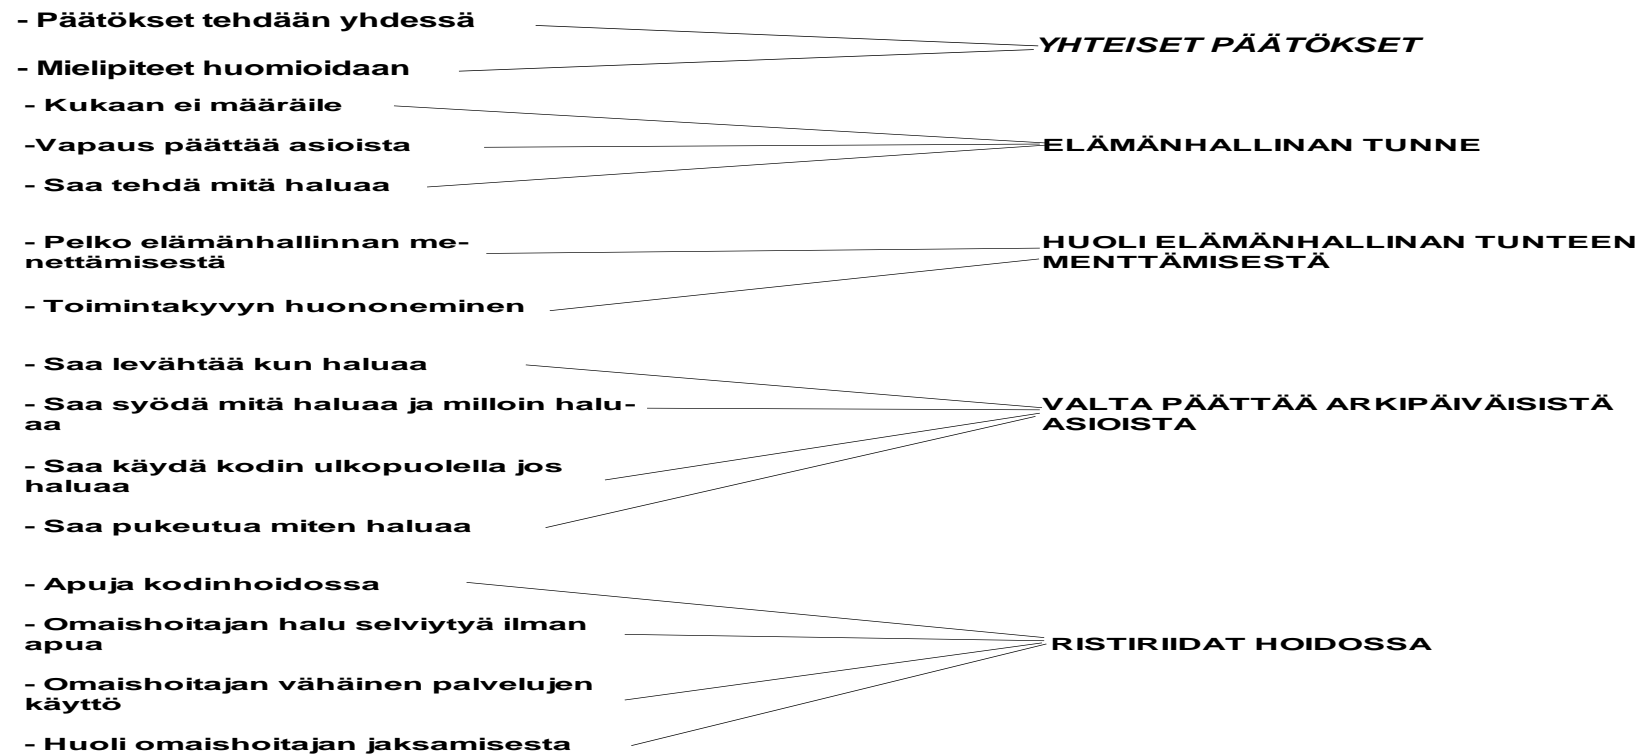 - Päätökset tehdään yhdessä
YHTEISET PÄÄTÖKSET
- Mielipiteet huomioidaan
- Kukaan ei määräile
-Vapaus päättää asioista
ELÄMÄNHALLINAN TUNNE
- Saa tehdä mitä haluaa
- Pelko elämänhallinnan me-
nettämisestä
HUOLI ELÄMÄNHALLINAN TUNTEEN
MENTTÄMISESTÄ
- Toimintakyvyn huononeminen
- Saa levähtää kun haluaa
- Saa syödä mitä haluaa ja milloin halu-
aa
VALTA PÄÄTTÄÄ ARKIPÄIVÄISISTÄ
ASIOISTA
- Saa käydä kodin ulkopuolella jos
haluaa
- Saa pukeutua miten haluaa
- Apuja kodinhoidossa
- Omaishoitajan halu selviytyä ilman
apua
RISTIRIIDAT HOIDOSSA
- Omaishoitajan vähäinen palvelujen
käyttö
- Huoli omaishoitajan jaksamisesta